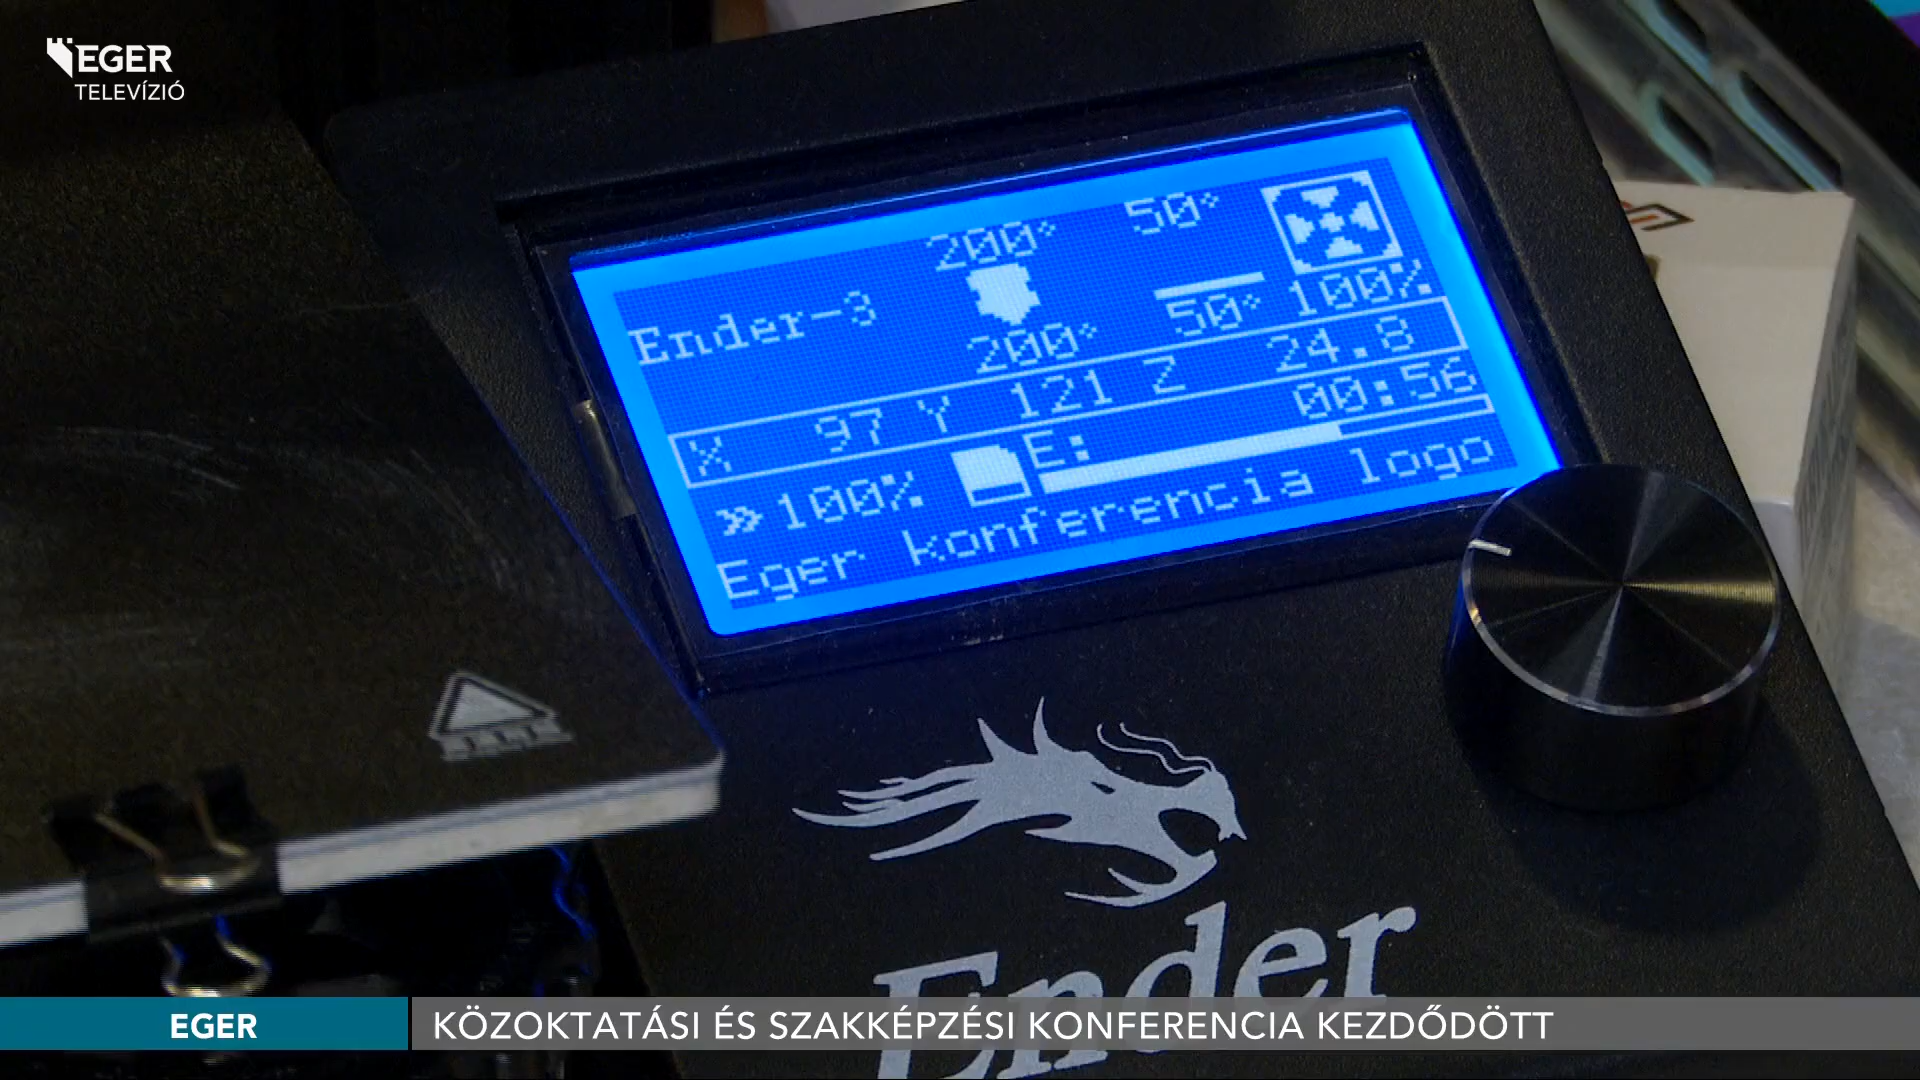 EGER
TELEVÍZIÓ
200° 50°
Ender-3
200° 50° 100%
X 97 Y 121 Z 24.8
»100% E: 00:56
Eger konferencia logo
Ender
EGER KÖZOKTATÁSI ÉS SZAKKÉPZÉSI KONFERENCIA KEZDŐDÖTT